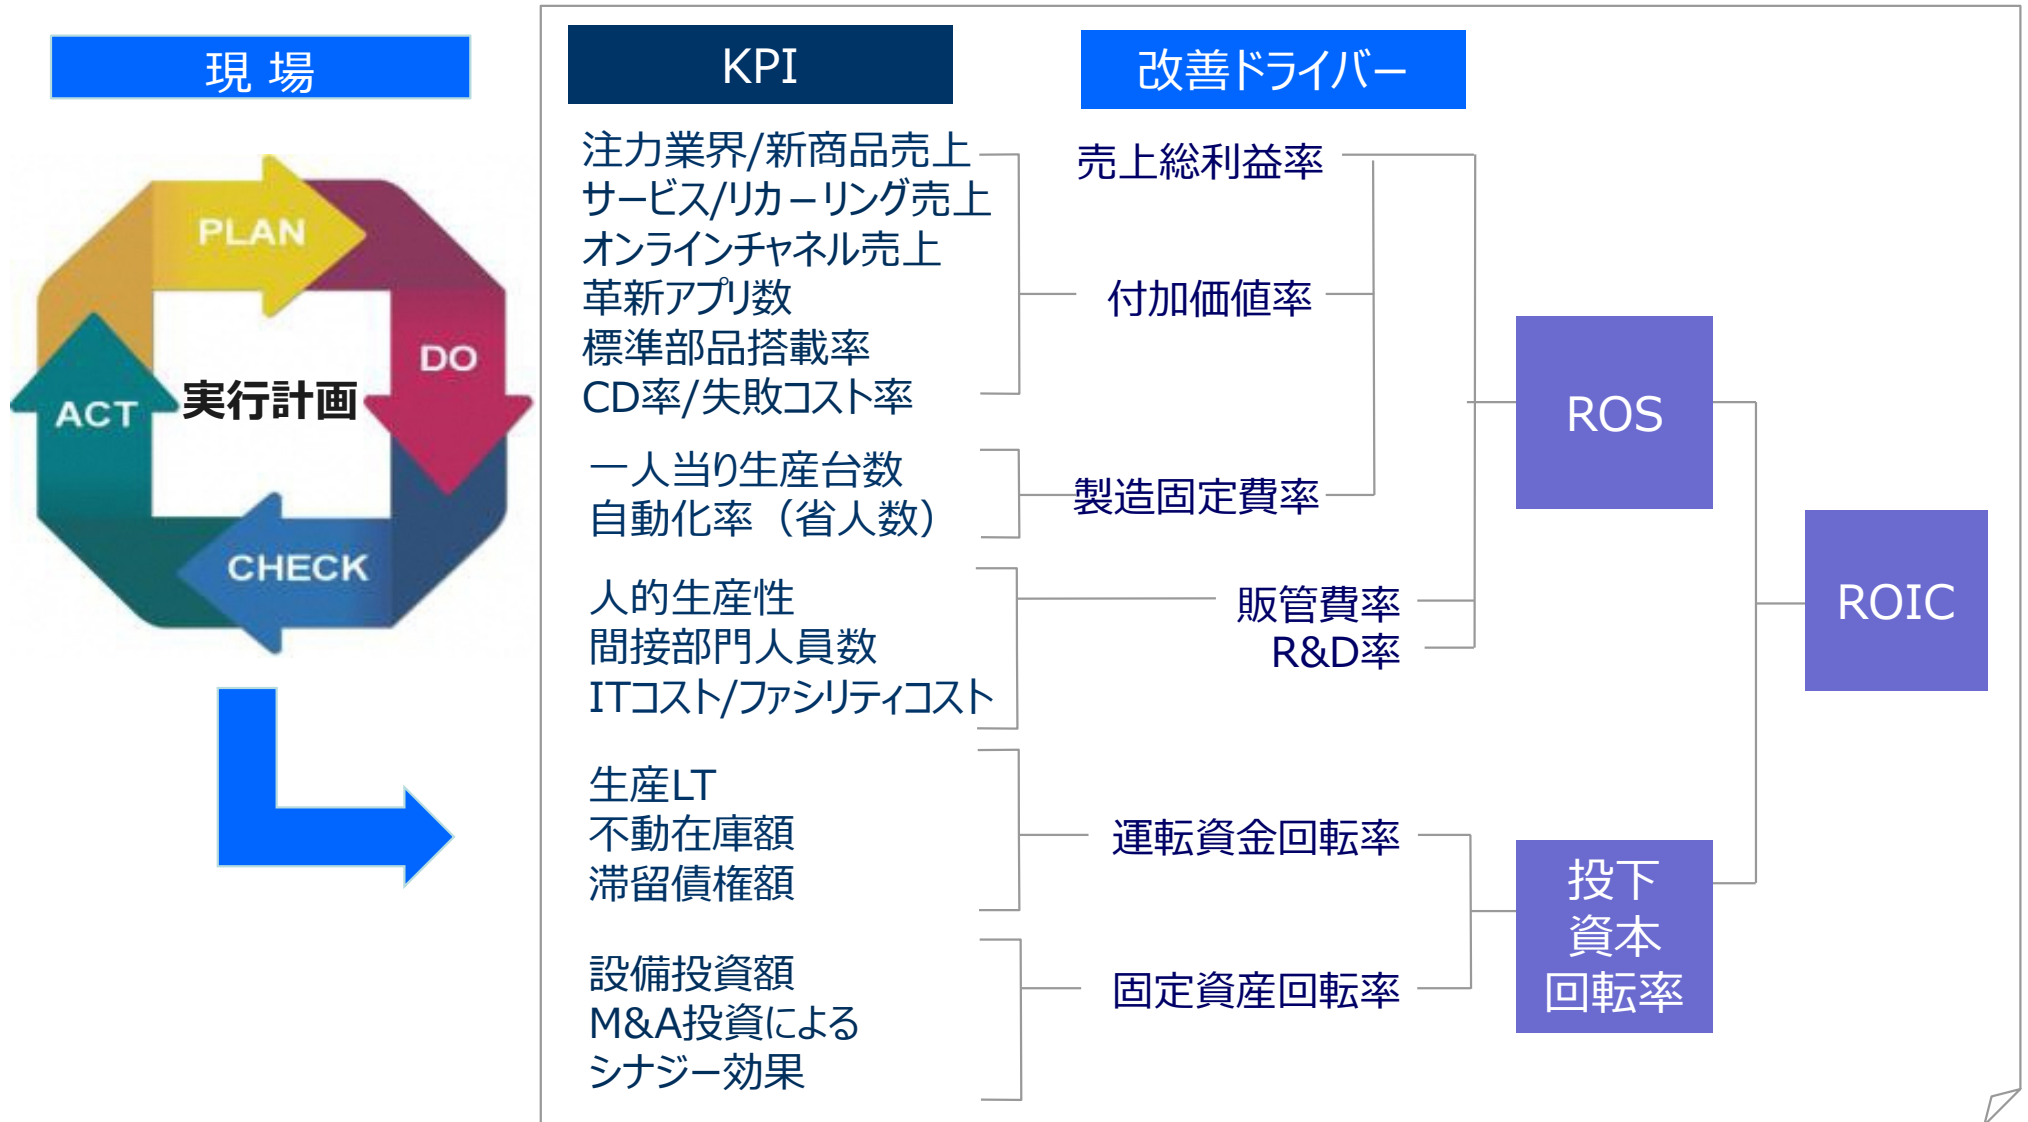 現 場
PLAN
DO
CHECK
ACT
実行計画
KPI
注力業界/新商品売上
サービス/リカーリング売上
オンラインチャネル売上
革新アプリ数
標準部品搭載率
CD率/失敗コスト率
一人当り生産台数
自動化率（省人数）
人的生産性
間接部門人員数
ITコスト/ファシリティコスト
生産LT
不動在庫額
滞留債権額
設備投資額
M&A投資による
シナジー効果
改善ドライバー
売上総利益率
付加価値率
製造固定費率
販管費率
R&D率
運転資金回転率
固定資産回転率
ROS
投下
資本
回転率
ROIC